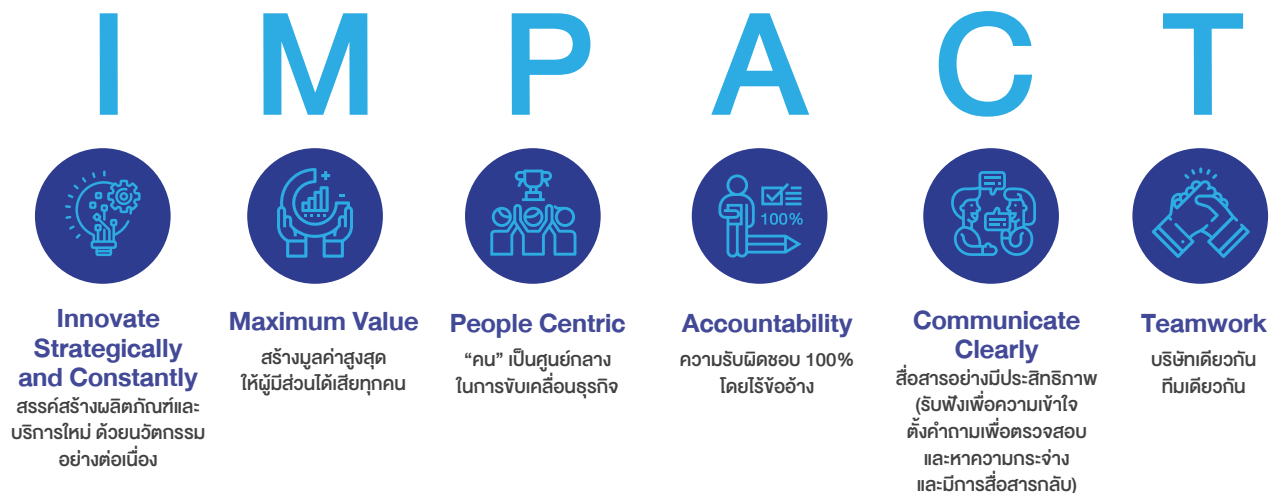 I M P A C T
100%
Innovate
Strategically
and Constantly
สรรค์สร้างผลิตภัณฑ์และ
บริการใหม่ ด้วยนวัตกรรม
อย่างต่อเนื่อง
Maximum Value
สร้างมูลค่าสูงสุด
ให้ผู้มีส่วนได้เสียทุกคน
People Centric
“คน” เป็นศูนย์กลาง
ในการขับเคลื่อนธุรกิจ
Accountability
ความรับผิดชอบ 100%
โดยไร้ข้ออ้าง
Communicate
Clearly
สื่อสารอย่างมีประสิทธิภาพ
(รับฟังเพื่อความเข้าใจ
ตั้งคำถามเพื่อตรวจสอบ
และหาความกระจ่าง
และมีการสื่อสารกลับ)
Teamwork
บริษัทเดียวกัน
ทีมเดียวกัน